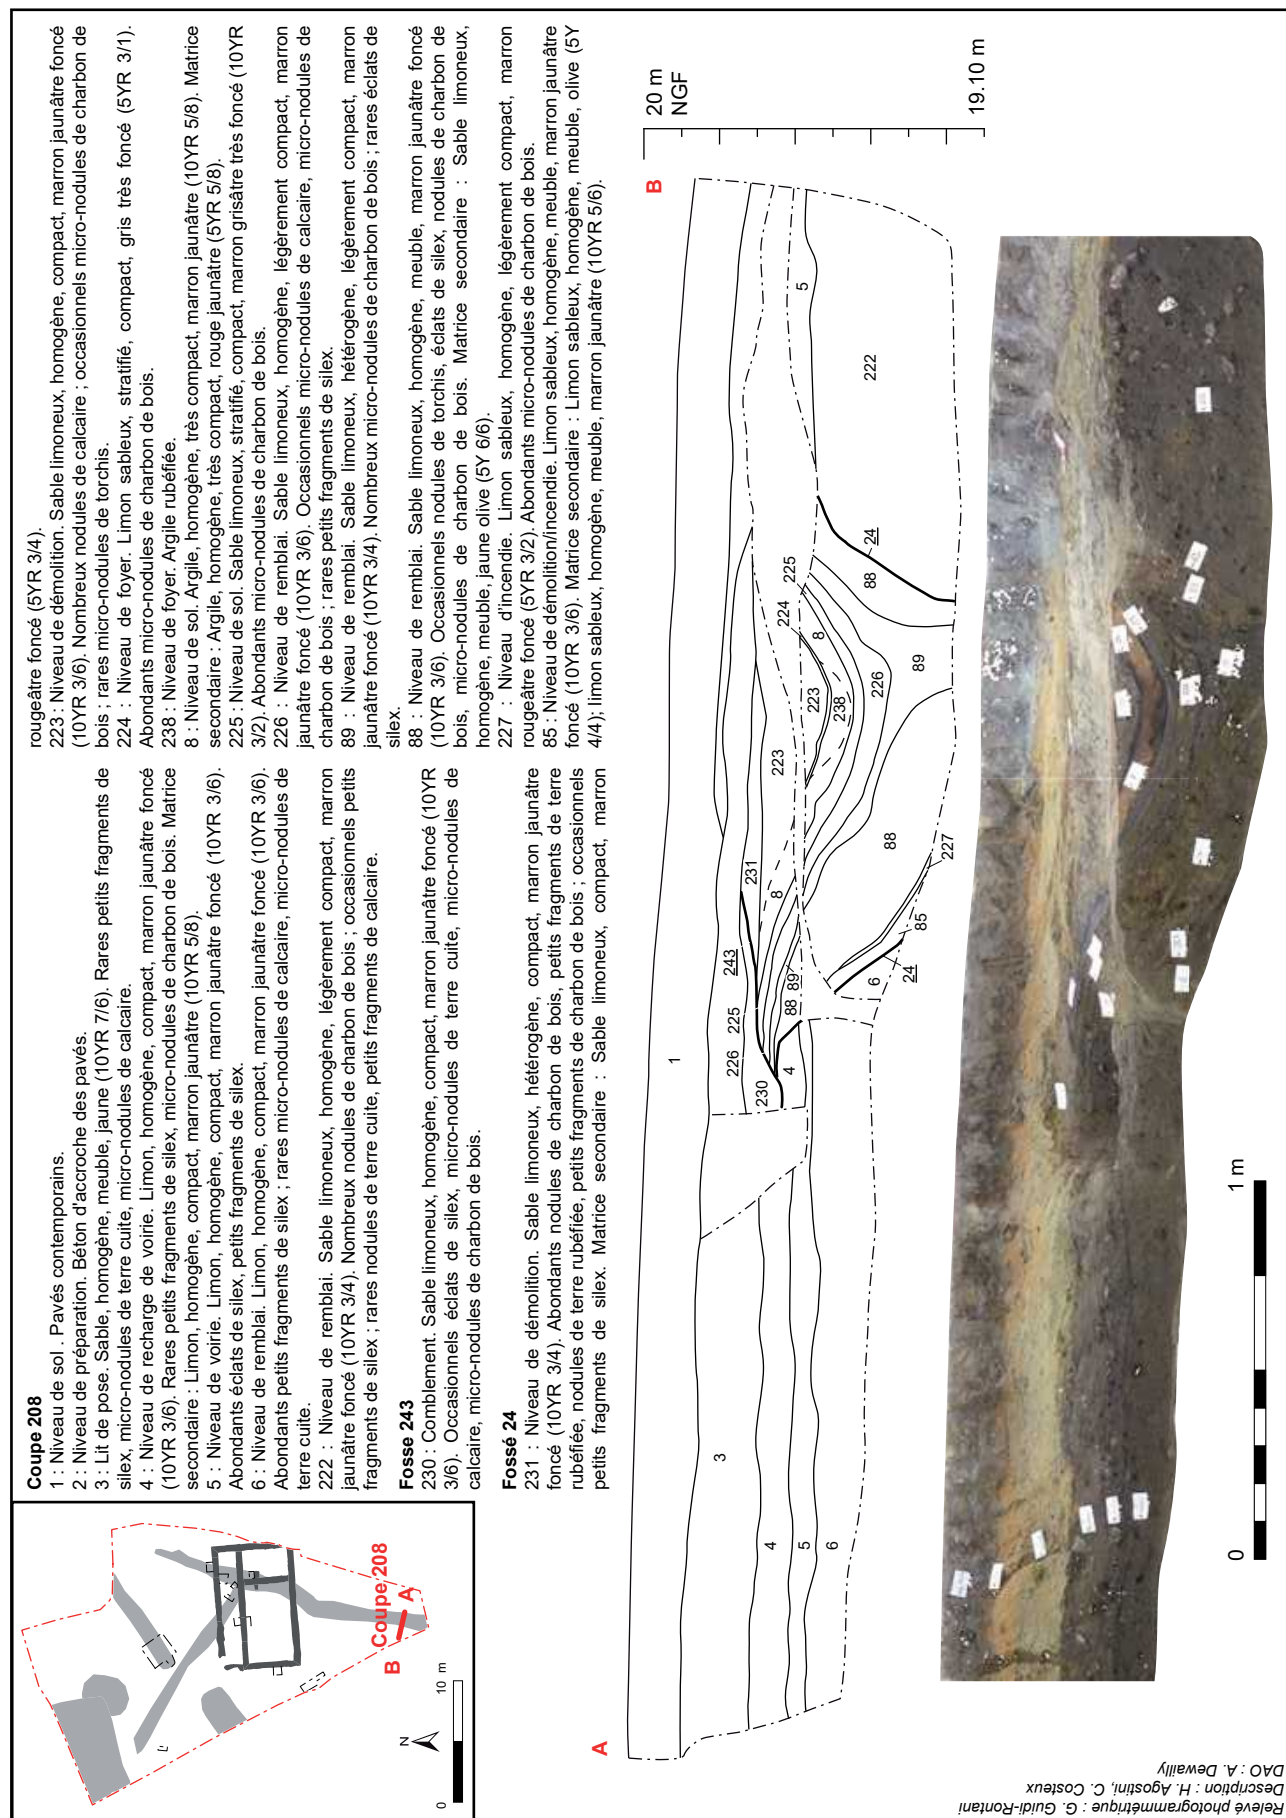 Coupe 208
1 : Niveau de sol . Pavés contemporains.
2 : Niveau de préparation. Béton d'accroche des pavés.
3 : Lit de pose. Sable, homogène, meuble, jaune (10YR 7/6). Rares petits fragments de
silex, micro-nodules de terre cuite, micro-nodules de calcaire.
4 : Niveau de recharge de voirie. Limon, homogène, compact, marron jaunâtre foncé
(10YR 3/6). Rares petits fragments de silex, micro-nodules de charbon de bois. Matrice
secondaire : Limon, homogène, compact, marron jaunâtre (10YR 5/8).
5 : Niveau de voirie. Limon, homogène, compact, marron jaunâtre foncé (10YR 3/6).
Abondants éclats de silex, petits fragments de silex.
6 : Niveau de remblai. Limon, homogène, compact, marron jaunâtre foncé (10YR 3/6).
Abondants petits fragments de silex ; rares micro-nodules de calcaire, micro-nodules de
terre cuite.
222 : Niveau de remblai. Sable limoneux, homogène, légèrement compact, marron
jaunâtre foncé (10YR 3/4). Nombreux nodules de charbon de bois ; occasionnels petits
fragments de silex ; rares nodules de terre cuite, petits fragments de calcaire.
Fosse 243
230 : Comblement. Sable limoneux, homogène, compact, marron jaunâtre foncé (10YR
3/6). Occasionnels éclats de silex, micro-nodules de terre cuite, micro-nodules de
calcaire, micro-nodules de charbon de bois.
Fossé 24
231 : Niveau de démolition. Sable limoneux, hétérogène, compact, marron jaunâtre
foncé (10YR 3/4). Abondants nodules de charbon de bois, petits fragments de terre
rubéfiée, nodules de terre rubéfiée, petits fragments de charbon de bois ; occasionnels
petits fragments de silex. Matrice secondaire : Sable limoneux, compact, marron
rougeâtre foncé (5YR 3/4).
223 : Niveau de démolition. Sable limoneux, homogène, compact, marron jaunâtre foncé
(10YR 3/6). Nombreux nodules de calcaire ; occasionnels micro-nodules de charbon de
bois ; rares micro-nodules de torchis.
224 : Niveau de foyer. Limon sableux, stratifié, compact, gris très foncé (5YR 3/1).
Abondants micro-nodules de charbon de bois.
238 : Niveau de foyer. Argile rubéfiée.
8 : Niveau de sol. Argile, homogène, très compact, marron jaunâtre (10YR 5/8). Matrice
secondaire : Argile, homogène, très compact, rouge jaunâtre (5YR 5/8).
225 : Niveau de sol. Sable limoneux, stratifié, compact, marron grisâtre très foncé (10YR
3/2). Abondants micro-nodules de charbon de bois.
226 : Niveau de remblai. Sable limoneux, homogène, légèrement compact, marron
jaunâtre foncé (10YR 3/6). Occasionnels micro-nodules de calcaire, micro-nodules de
charbon de bois ; rares petits fragments de silex.
89 : Niveau de remblai. Sable limoneux, hétérogène, légèrement compact, marron
jaunâtre foncé (10YR 3/4). Nombreux micro-nodules de charbon de bois ; rares éclats de
silex.
88 : Niveau de remblai. Sable limoneux, homogène, meuble, marron jaunâtre foncé
(10YR 3/6). Occasionnels nodules de torchis, éclats de silex, nodules de charbon de
bois, micro-nodules de charbon de bois. Matrice secondaire : Sable limoneux,
homogène, meuble, jaune olive (5Y 6/6).
227 : Niveau d'incendie. Limon sableux, homogène, légèrement compact, marron
rougeâtre foncé (5YR 3/2). Abondants micro-nodules de charbon de bois.
85 : Niveau de démolition/incendie. Limon sableux, homogène, meuble, marron jaunâtre
foncé (10YR 3/6). Matrice secondaire : Limon sableux, homogène, meuble, olive (5Y
4/4); limon sableux, homogène, meuble, marron jaunâtre (10YR 5/6).
B Coupe 208
A
N
0 10 m
A
B
20 m
NGF
19.10 m
1
3
4
5
6
226
225
243
231
230
4
88
89
8
223
223
224
225
8
238
226
89
88
24
88
227
85
24
6
5
222
0 1 m
Relevé photogrammétrique : G. Guidi-Rontani
Description : H. Agostini, C. Costeux
DAO : A. Dewailly